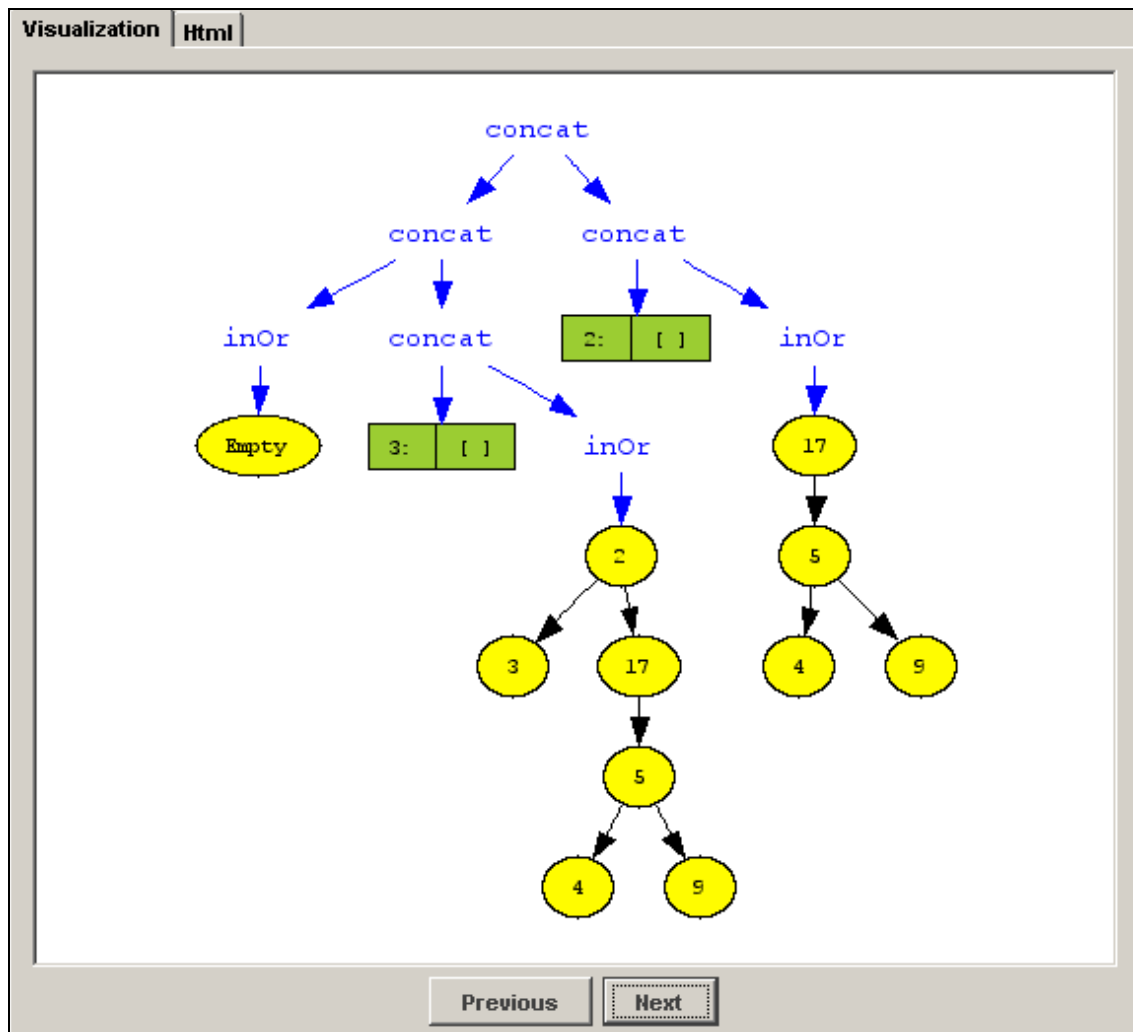 Visualization Html
concat
concat concat
inOr concat 2: [ ] inOr
Empty 3: [ ] inOr 17
2 5
3 17 4 9
5
4 9
Previous Next